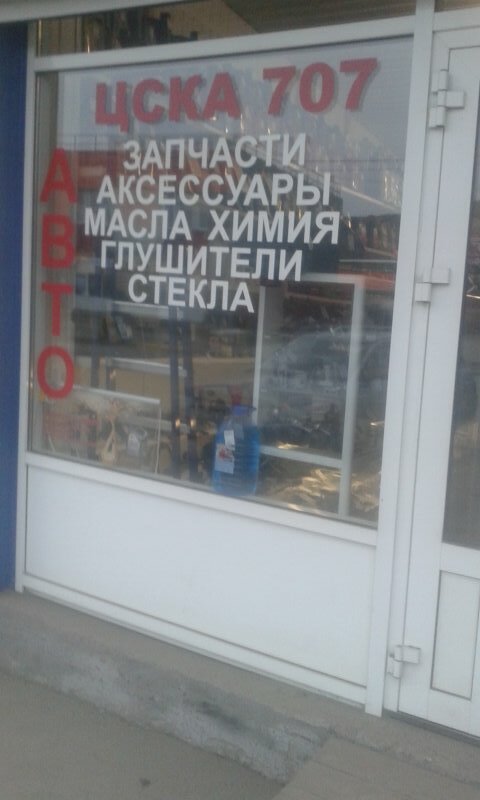 ЦСКА 707
АВТО
ЗАПЧАСТИ
АКСЕССУАРЫ
МАСЛА ХИМИЯ
ГЛУШИТЕЛИ
СТЕКЛА